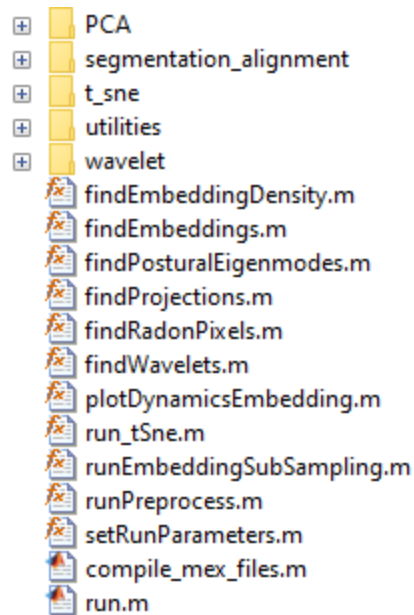 PCA
segmentation_alignment
t_sne
utilities
wavelet
findEmbeddingDensity.m
findEmbeddings.m
findPosturalEigenmodes.m
findProjections.m
findRadonPixels.m
findWavelets.m
plotDynamicsEmbedding.m
run_tSne.m
runEmbeddingSubSampling.m
runPreprocess.m
setRunParameters.m
compile_mex_files.m
run.m